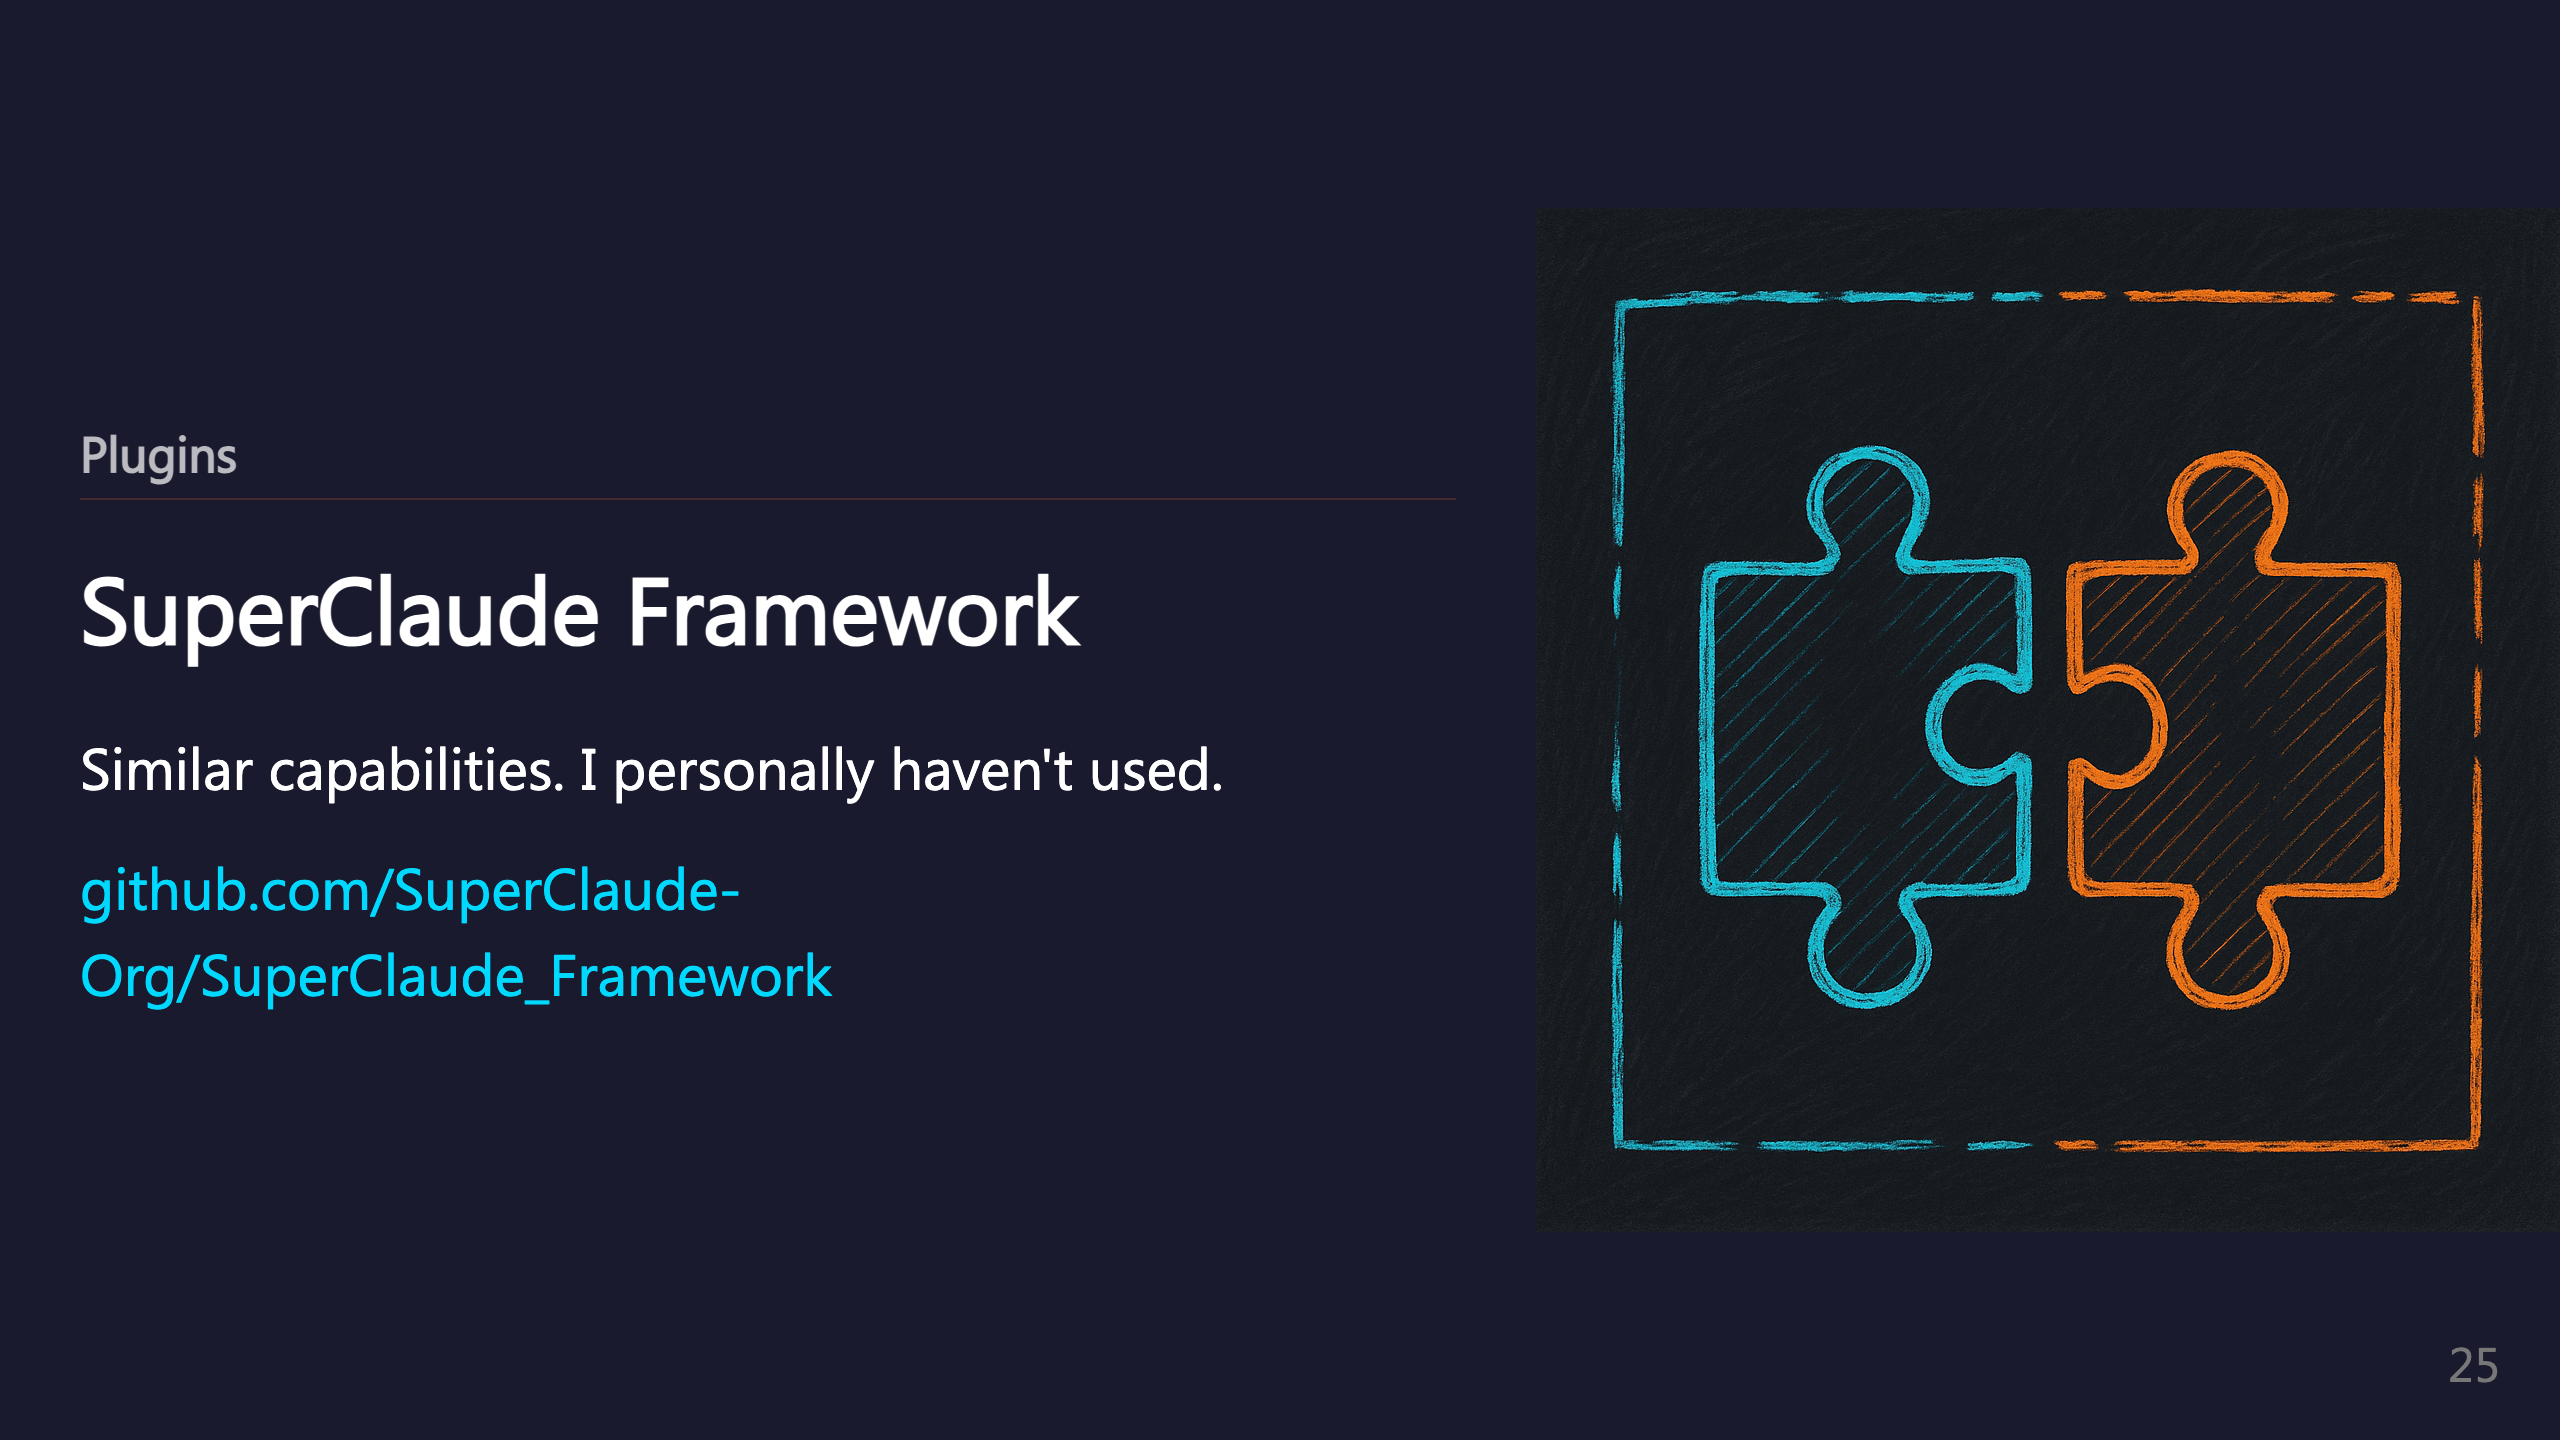 Plugins
SuperClaude Framework
Similar capabilities. I personally haven't used.
github.com/SuperClaude-
Org/SuperClaude_Framework
25